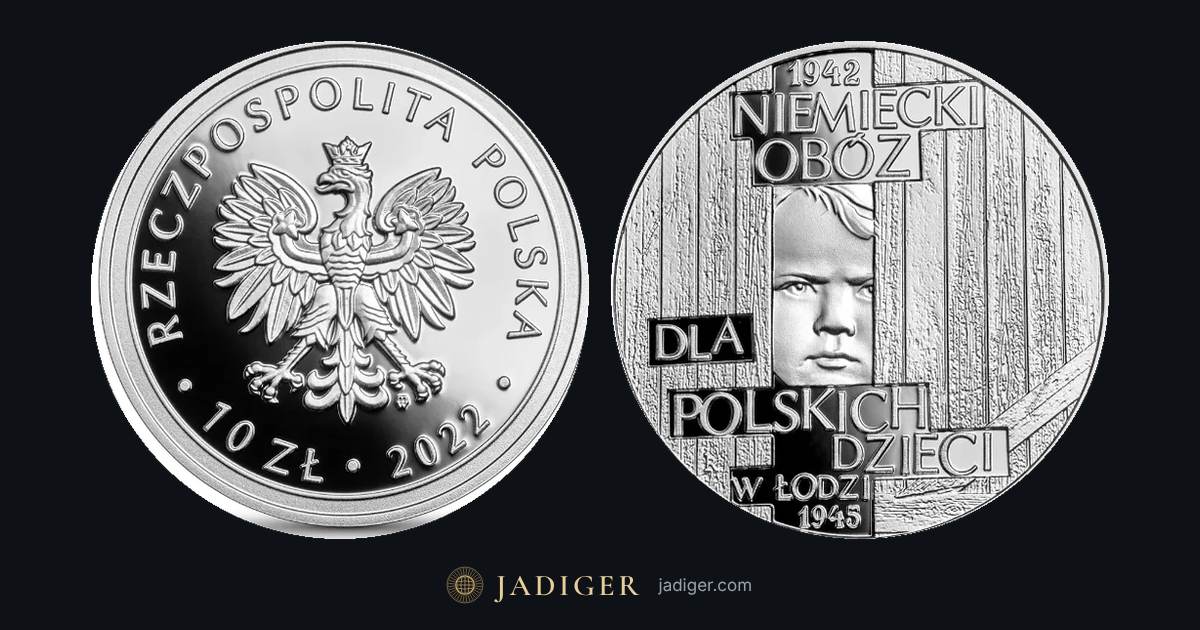 RZECZPOSPOLITA POLSKA
• 10 ZŁ • 2022 •
1942
NIEMIECKI
OBÓZ
DLA
POLSKICH
DZIECI
W ŁODZI
1945
JADIGER jadiger.com